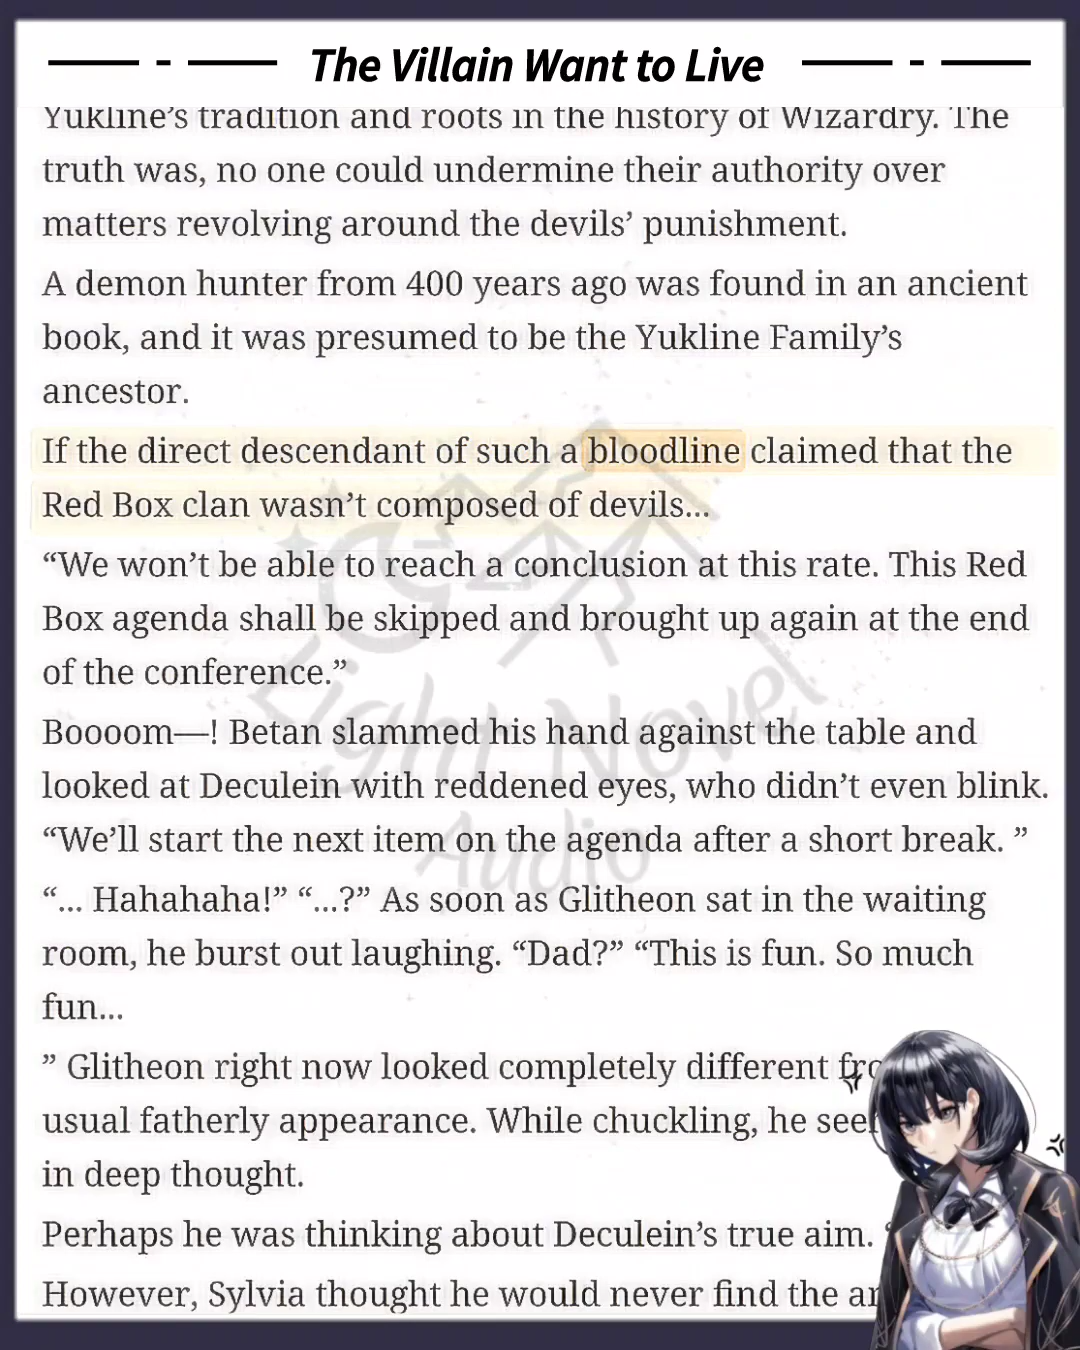 The Villain Want to Live
Yukline’s tradition and roots in the history of Wizardry. The
truth was, no one could undermine their authority over
matters revolving around the devils’ punishment.
A demon hunter from 400 years ago was found in an ancient
book, and it was presumed to be the Yukline Family’s
ancestor.
If the direct descendant of such a bloodline claimed that the
Red Box clan wasn’t composed of devils...
“We won’t be able to reach a conclusion at this rate. This Red
Box agenda shall be skipped and brought up again at the end
of the conference.”
Boooom—! Betan slammed his hand against the table and
looked at Deculein with reddened eyes, who didn’t even blink.
“We’ll start the next item on the agenda after a short break. ”
“... Hahahaha!” “...?” As soon as Glitheon sat in the waiting
room, he burst out laughing. “Dad?” “This is fun. So much
fun...
” Glitheon right now looked completely different
usual fatherly appearance. While chuckling, he
in deep thought.
Perhaps he was thinking about Deculein’s true aim.
However, Sylvia thought he would never find the
Light Novel
Audio